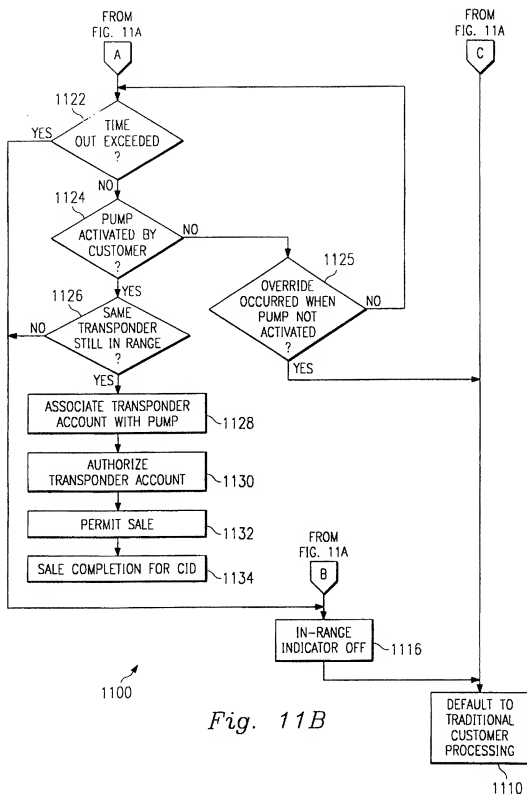 FROM
FIG. 11A
A
FROM
FIG. 11A
C
1122
YES
TIME
OUT EXCEEDED
?
NO
1124
PUMP
ACTIVATED BY
CUSTOMER
?
NO
YES
1125
OVERRIDE
OCCURRED WHEN
PUMP NOT
ACTIVATED
?
NO
YES
1126
NO
SAME
TRANSPONDER
STILL IN RANGE
?
YES
ASSOCIATE TRANSPONDER
ACCOUNT WITH PUMP
1128
AUTHORIZE
TRANSPONDER ACCOUNT
1130
PERMIT SALE
1132
SALE COMPLETION FOR CID
1134
FROM
FIG. 11A
B
IN-RANGE
INDICATOR OFF
1116
1100
DEFAULT TO
TRADITIONAL
CUSTOMER
PROCESSING
1110
Fig. 11B